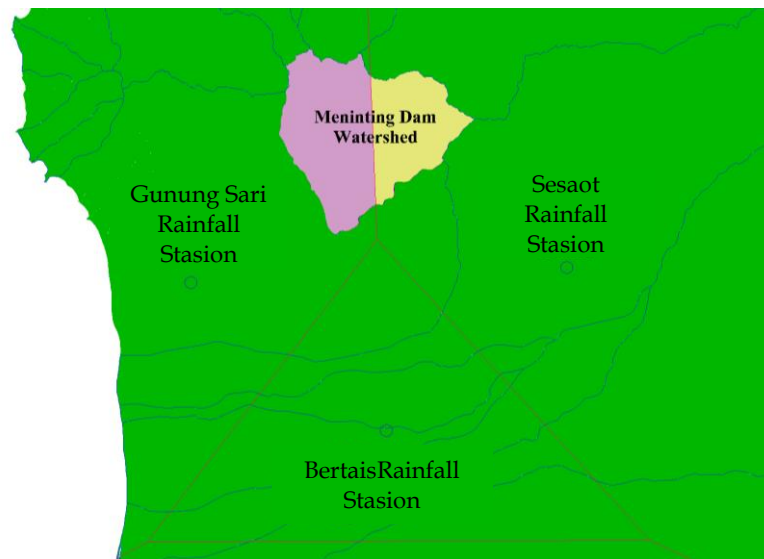 Meninting Dam
Watershed
Gunung Sari
Rainfall
Stasion
Sesaot
Rainfall
Stasion
BertaisRainfall
Stasion